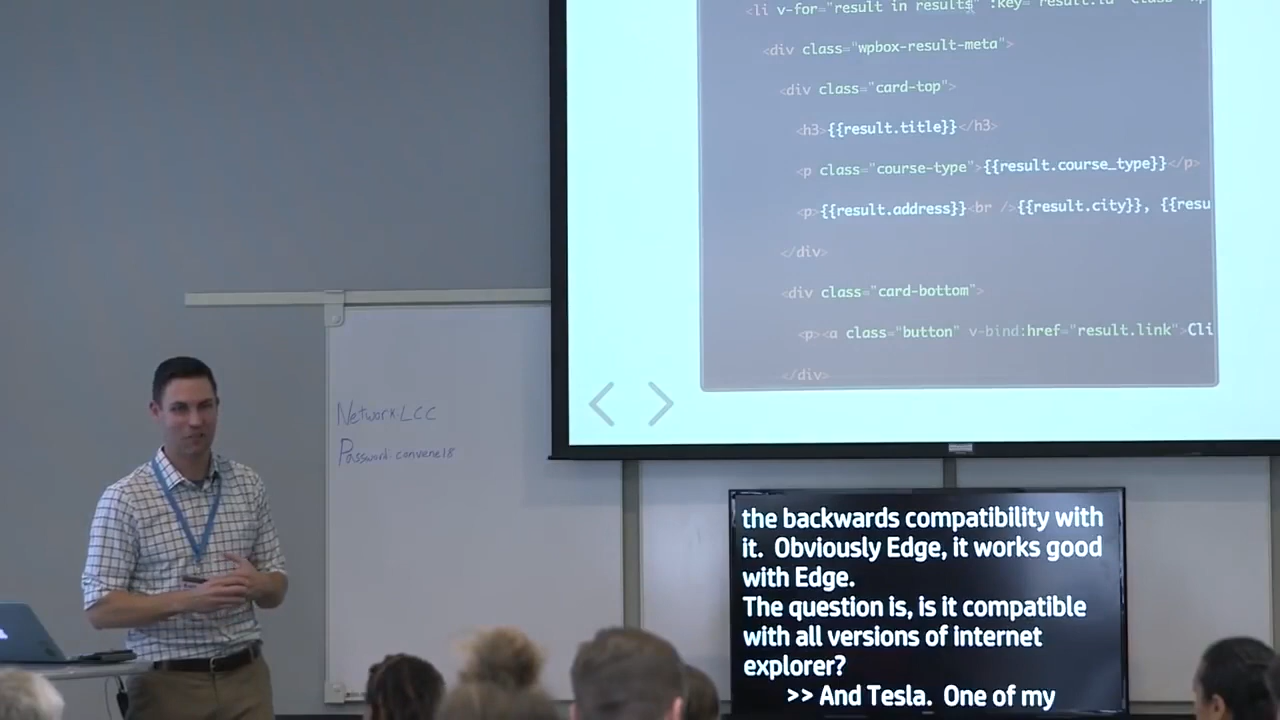 <li v-for="result in results" :key="result.id" class="wp
<div class="wpbox-result-meta">
<div class="card-top">
<h3>{{result.title}}</h3>
<p class="course-type">{{result.course_type}}</p>
<p>{{result.address}}<br />{{result.city}}, {{resu
</div>
<div class="card-bottom">
<p><a class="button" v-bind:href="result.link">Cli
</div>
Network: LCC
Password: convene18
the backwards compatibility with
it. Obviously Edge, it works good
with Edge.
The question is, is it compatible
with all versions of internet
explorer?
>> And Tesla. One of my